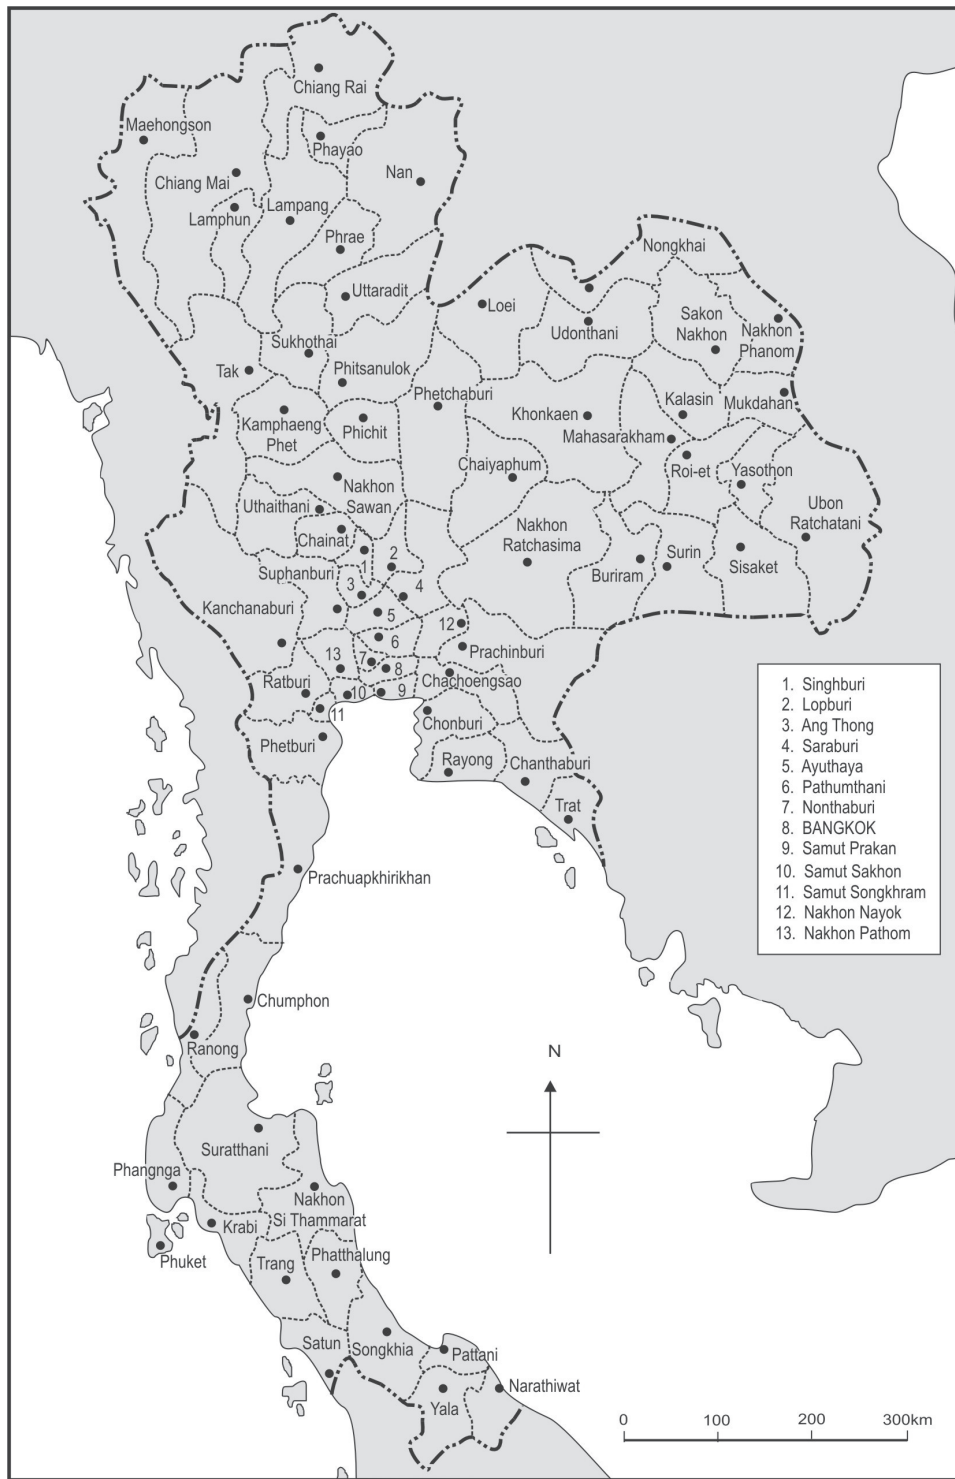 Chiang Rai
Maehongson
Phayao
Chiang Mai
Nan
Lamphun
Lampang
Phrae
Nongkhai
Uttaradit
Loei
Udonthani
Sakon
Nakhon
Nakhon
Phanom
Sukhothai
Tak
Phitsanulok
Phetchaburi
Kamphaeng
Phet
Phichit
Khonkaen
Kalasin
Mukdahan
Mahasarakham
Roi-et
Yasothon
Chaiyaphum
Nakhon
Sawan
Uthaithani
Ubon
Ratchatani
Chainat
Nakhon
Ratchasima
1
2
Suphanburi
Buriram
Surin
Sisaket
3
4
Kanchanaburi
5
12
6
Prachinburi
13
7
8
Chachoengsao
Ratburi
10
9
11
Chonburi
Phetburi
Rayong
Chanthaburi
Trat
1. Singhburi
2. Lopburi
3. Ang Thong
4. Saraburi
5. Ayuthaya
6. Pathumthani
7. Nonthaburi
8. BANGKOK
9. Samut Prakan
10. Samut Sakhon
11. Samut Songkhram
12. Nakhon Nayok
13. Nakhon Pathom
Prachuapkhirikhan
Chumphon
Ranong
N
Suratthani
Phangnga
Nakhon
Si Thammarat
Krabi
Phuket
Trang
Phatthalung
Satun
Songkhia
Pattani
Yala
Narathiwat
0 100 200 300km